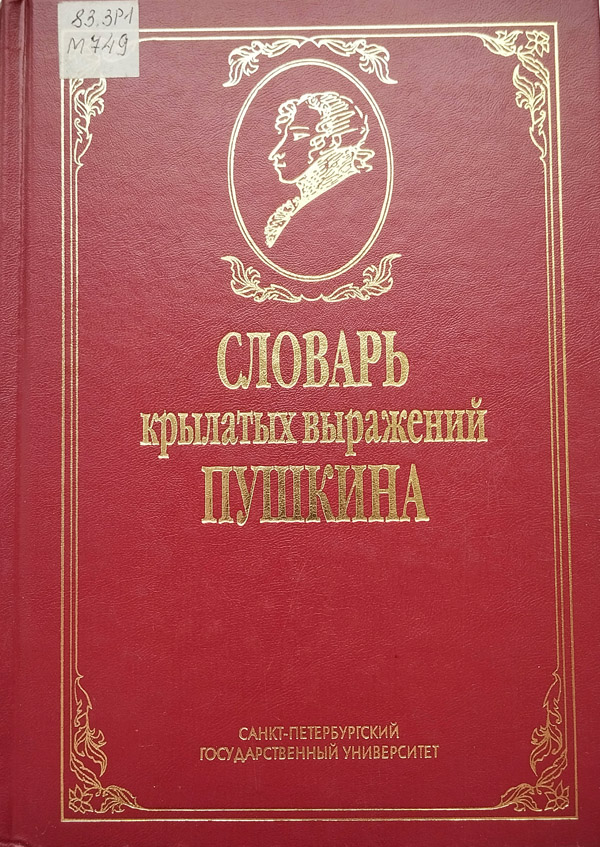 83.3Р1
М749
СЛОВАРЬ
крылатых выражений
ПУШКИНА
САНКТ-ПЕТЕРБУРГСКИЙ
ГОСУДАРСТВЕННЫЙ УНИВЕРСИТЕТ